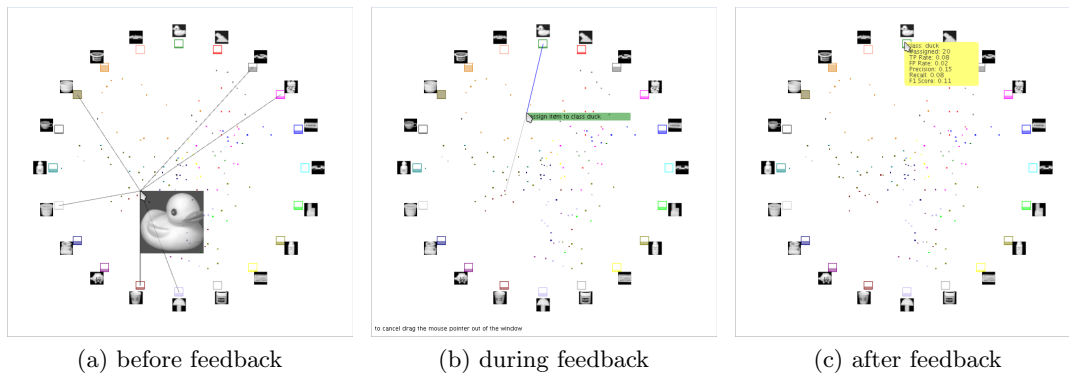 assign item to class duck
to cancel drag the mouse pointer out of the window
class: duck
#assigned: 20
TP Rate: 0.08
FP Rate: 0.02
Precision: 0.15
Recall: 0.08
F1 Score: 0.11
(a) before feedback
(b) during feedback
(c) after feedback